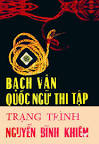 BẠCH VÂN
QUỐC NGỮ THI TẬP
TRẠNG TRÌNH
NGUYỄN BỈNH KHIÊM